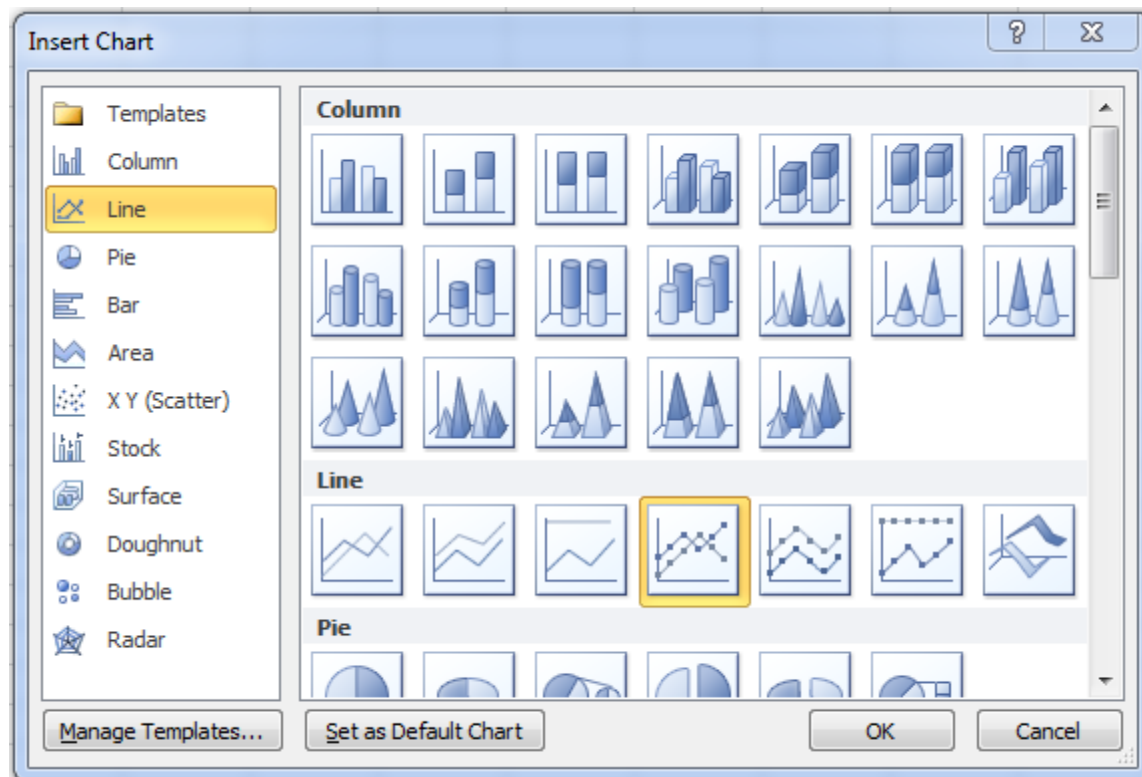 Insert Chart
Templates
Column
Line
Pie
Bar
Area
X Y (Scatter)
Stock
Surface
Doughnut
Bubble
Radar
Column
Line
Pie
Manage Templates...
Set as Default Chart
OK
Cancel